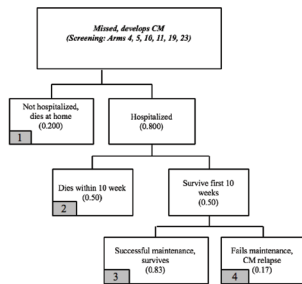 Missed, develops CM
(Screening: Arms 4, 5, 10, 11, 19, 23)
Not hospitalized,
dies at home
(0.200)
1
Hospitalized
(0.800)
Dies within 10 week
(0.50)
2
Survive first 10
weeks
(0.50)
Successful maintenance,
survives
(0.83)
3
Fails maintenance,
CM relapse
(0.17)
4